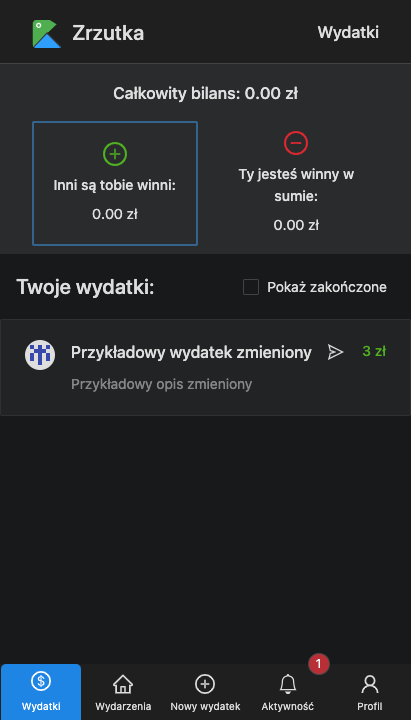 Zrzutka
Wydatki
Całkowity bilans: 0.00 zł
Inni są tobie winni:
0.00 zł
Ty jesteś winny w
sumie:
0.00 zł
Twoje wydatki:
Pokaż zakończone
Przykładowy wydatek zmieniony
3 zł
Przykładowy opis zmieniony
1
Wydatki
Wydarzenia
Nowy wydatek
Aktywność
Profil